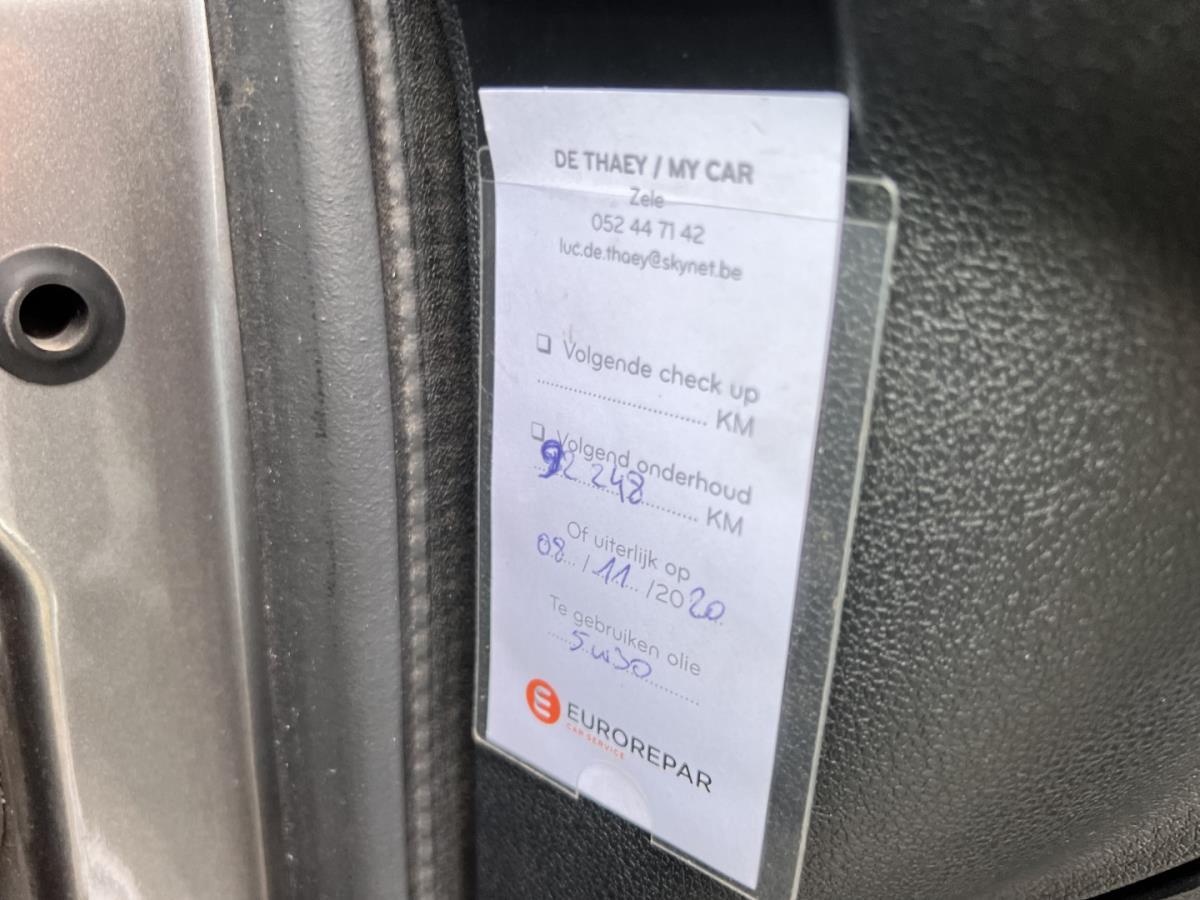 DE THAEY / MY CAR
Zele
052 44 71 42
luc.de.thaey@skynet.be
❑ Volgende check up
.................................... KM
❑ Volgend onderhoud
92 248 KM
Of uiterlijk op
08 / 11 /2020
Te gebruiken olie
5w30
EUROREPAR
CAR SERVICE